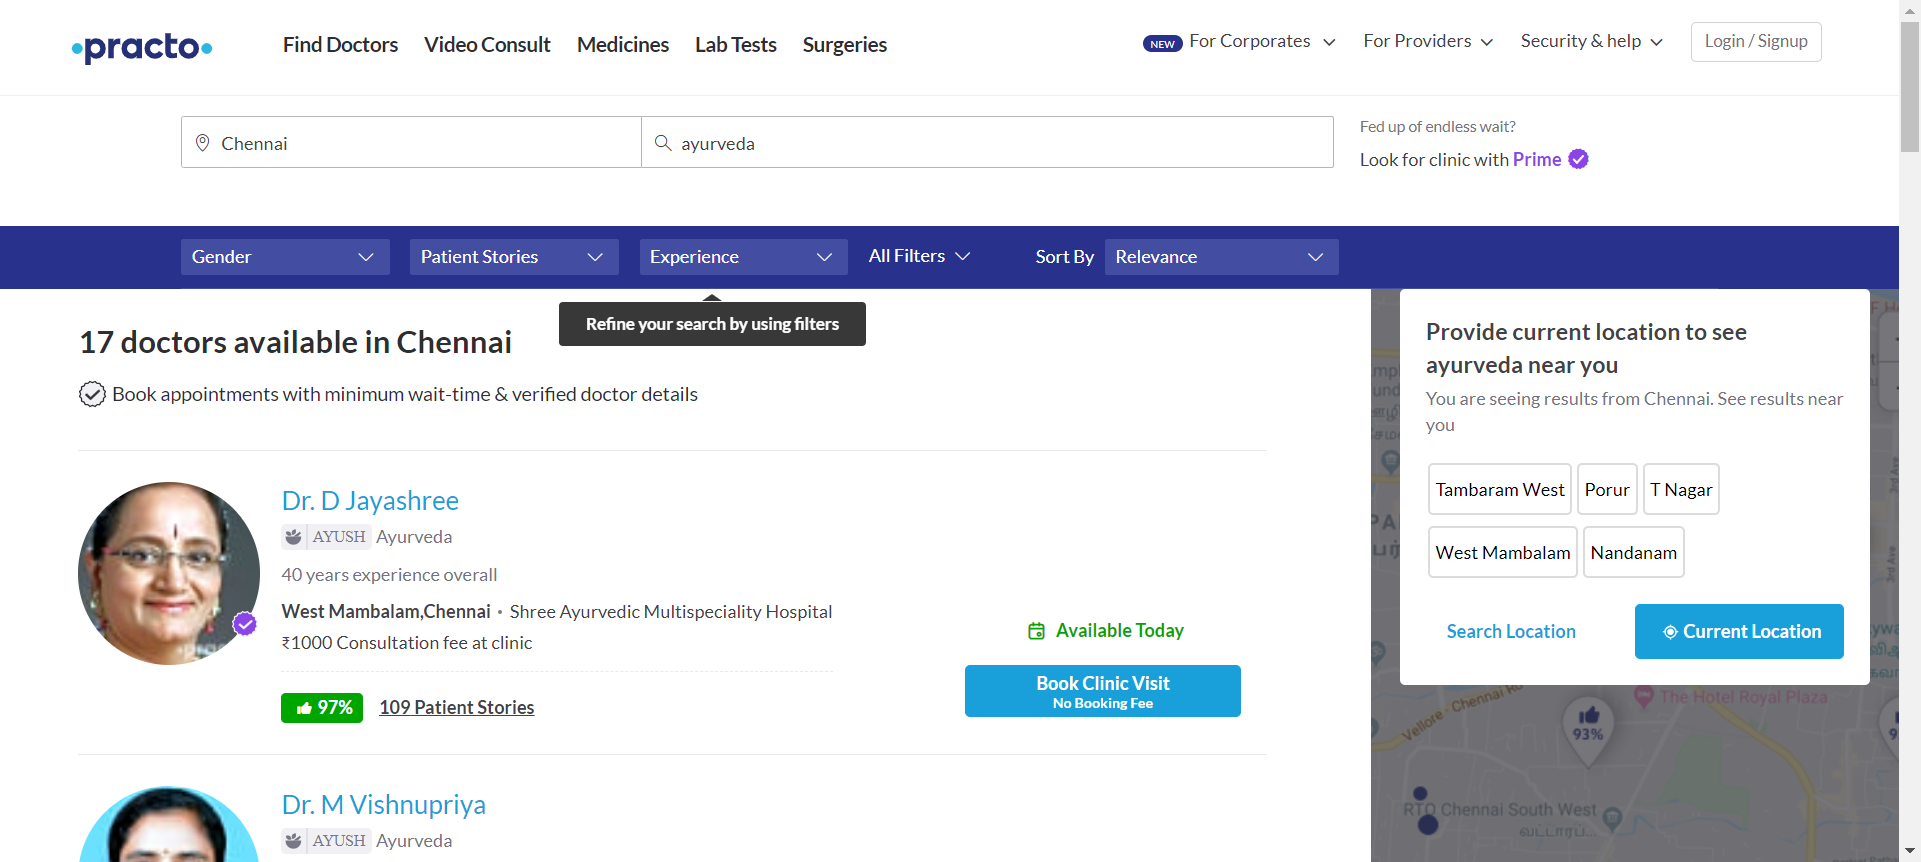 practo
Find Doctors
Video Consult
Medicines
Lab Tests
Surgeries
NEW For Corporates
For Providers
Security & help
Login / Signup
Chennai
ayurveda
Fed up of endless wait?
Look for clinic with Prime
Gender
Patient Stories
Experience
All Filters
Sort By
Relevance
Refine your search by using filters
17 doctors available in Chennai
Book appointments with minimum wait-time & verified doctor details
Dr. D Jayashree
AYUSH Ayurveda
40 years experience overall
West Mambalam,Chennai • Shree Ayurvedic Multispeciality Hospital
₹1000 Consultation fee at clinic
97% 109 Patient Stories
Available Today
Book Clinic Visit
No Booking Fee
Dr. M Vishnupriya
AYUSH Ayurveda
Provide current location to see
ayurveda near you
You are seeing results from Chennai. See results near
you
Tambaram West
Porur
T Nagar
West Mambalam
Nandanam
Search Location
Current Location
Vellore - Chennai Ro
The Hotel Royal Plaza
93%
RTO Chennai South West
வட்டாரப்...
3rd Ave